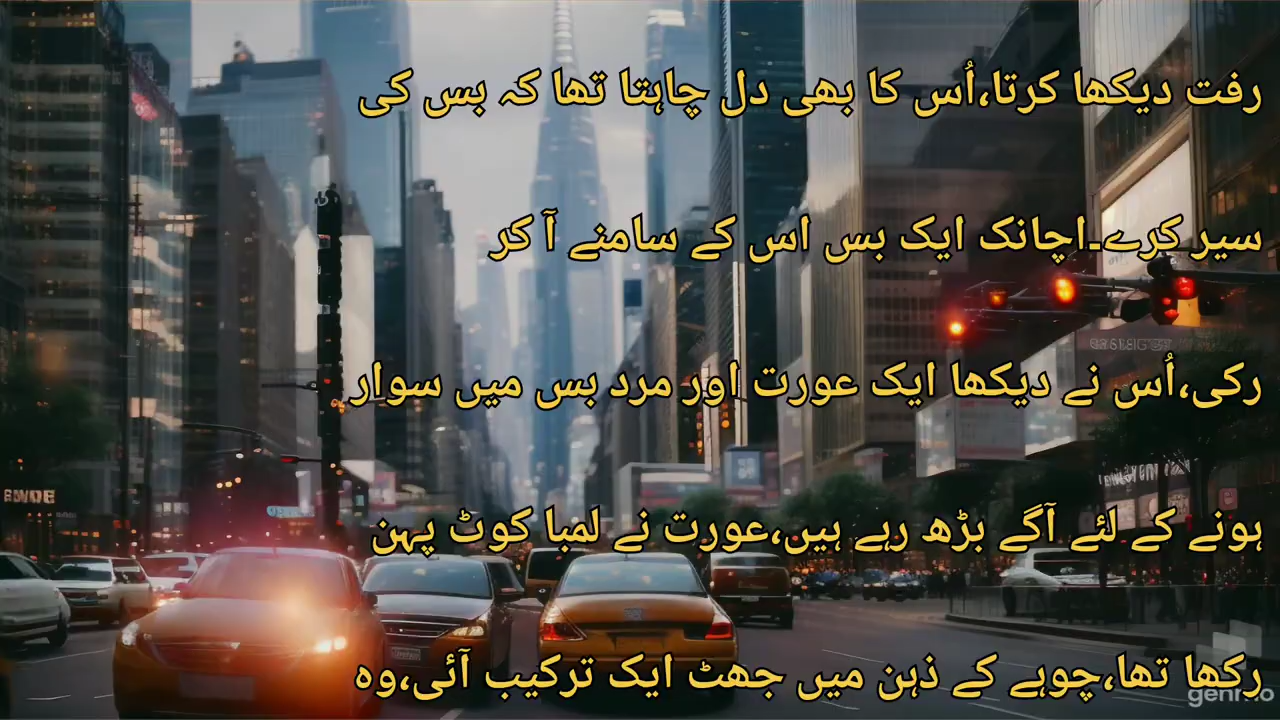 رفت دیکھا کرتا،اُس کا بھی دل چاہتا تھا کہ بس کی
سیر کرے۔اچانک ایک بس اس کے سامنے آ کر
رکی،اُس نے دیکھا ایک عورت اور مرد بس میں سوار
ہونے کے لئے آگے بڑھ رہے ہیں،عورت نے لمبا کوٹ پہن
رکھا تھا،چوہے کے ذہن میں جھٹ ایک ترکیب آئی،وہ
genmo